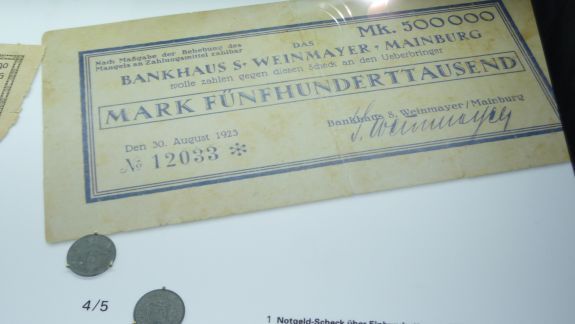 MK. 500000
Nach Maßgabe der Behebung des
Mangels an Zahlungsmittel zahlbar
DAS
BANKHAUS S·WEINMAYER·MAINBURG
wolle zahlen gegen diesen Scheck an den Ueberbringer
MARK FÜNFHUNDERTTAUSEND
Den 30. August 1923
Bankhaus S. Weinmayer/Mainburg
S. Weinmayer
№ 12033 *
4/5
1 Notgeld-Scheck über